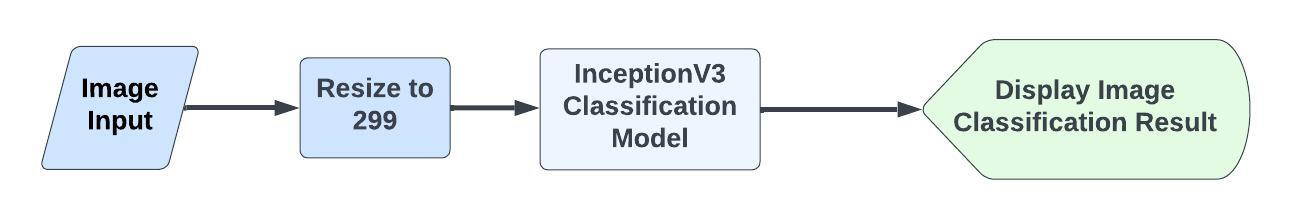 Image
Input
Resize to
299
InceptionV3
Classification
Model
Display Image
Classification Result